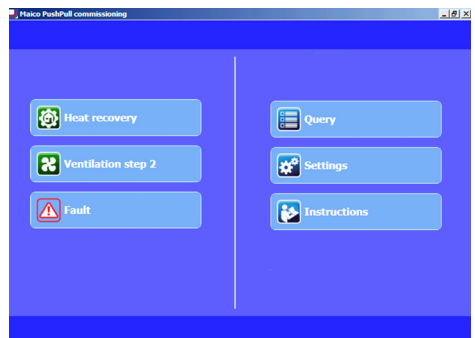 Maico PushPull commissioning
Heat recovery
Ventilation step 2
Fault
Query
Settings
Instructions